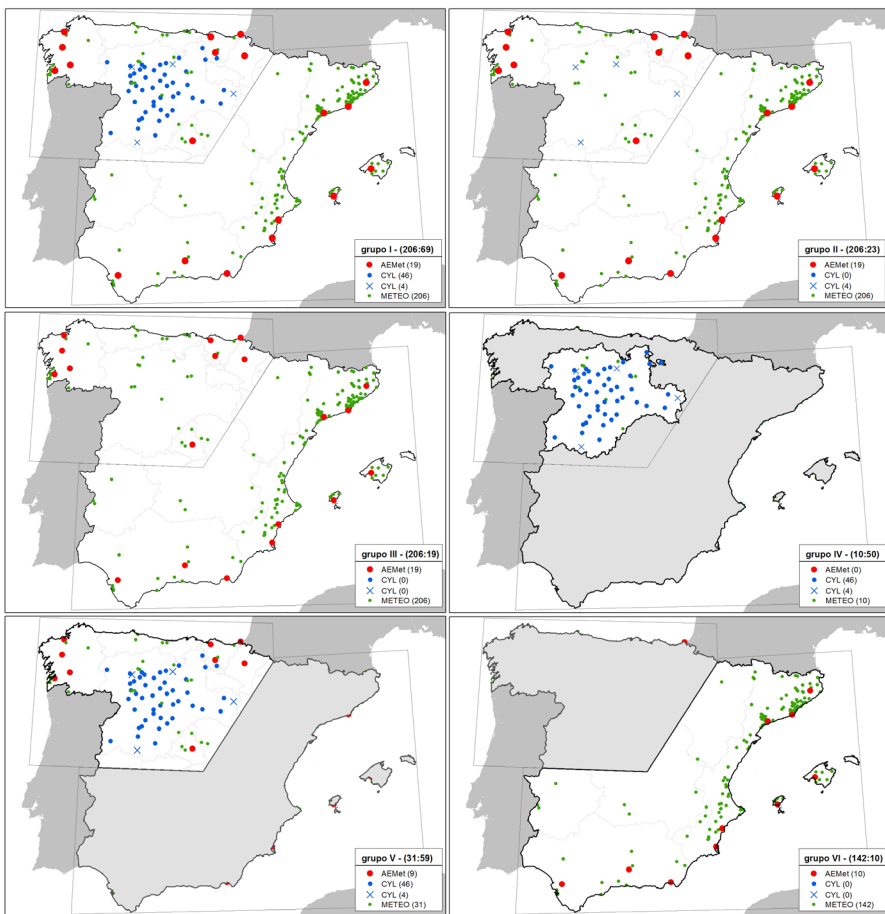 grupo I - (206:69)
AEMet (19)
CYL (46)
CYL (4)
METEO (206)
grupo II - (206:23)
AEMet (19)
CYL (0)
CYL (4)
METEO (206)
grupo III - (206:19)
AEMet (19)
CYL (0)
CYL (0)
METEO (206)
grupo IV - (10:50)
AEMet (0)
CYL (46)
CYL (4)
METEO (10)
grupo V - (31:59)
AEMet (9)
CYL (46)
CYL (4)
METEO (31)
grupo VI - (142:10)
AEMet (10)
CYL (0)
CYL (0)
METEO (142)